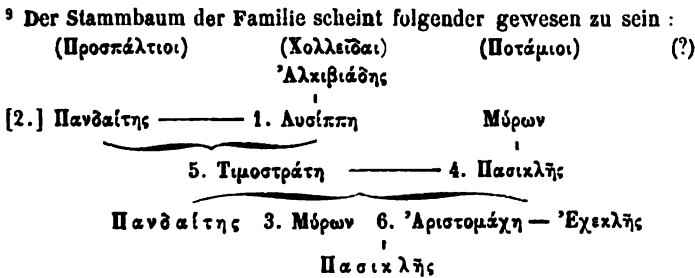 ⁹ Der Stammbaum der Familie scheint folgender gewesen zu sein :
(Προσπάλτιοι) (Χολλεῖδαι) (Ποτάμιοι) (?)
Ἀλκιβιάδης
[2.] Πανδαίτης — 1. Λυσίππη Μύρων
5. Τιμοστράτη — 4. Πασικλῆς
Πανδαίτης 3. Μύρων 6. Ἀριστομάχη — Ἐχεκλῆς
Πασικλῆς